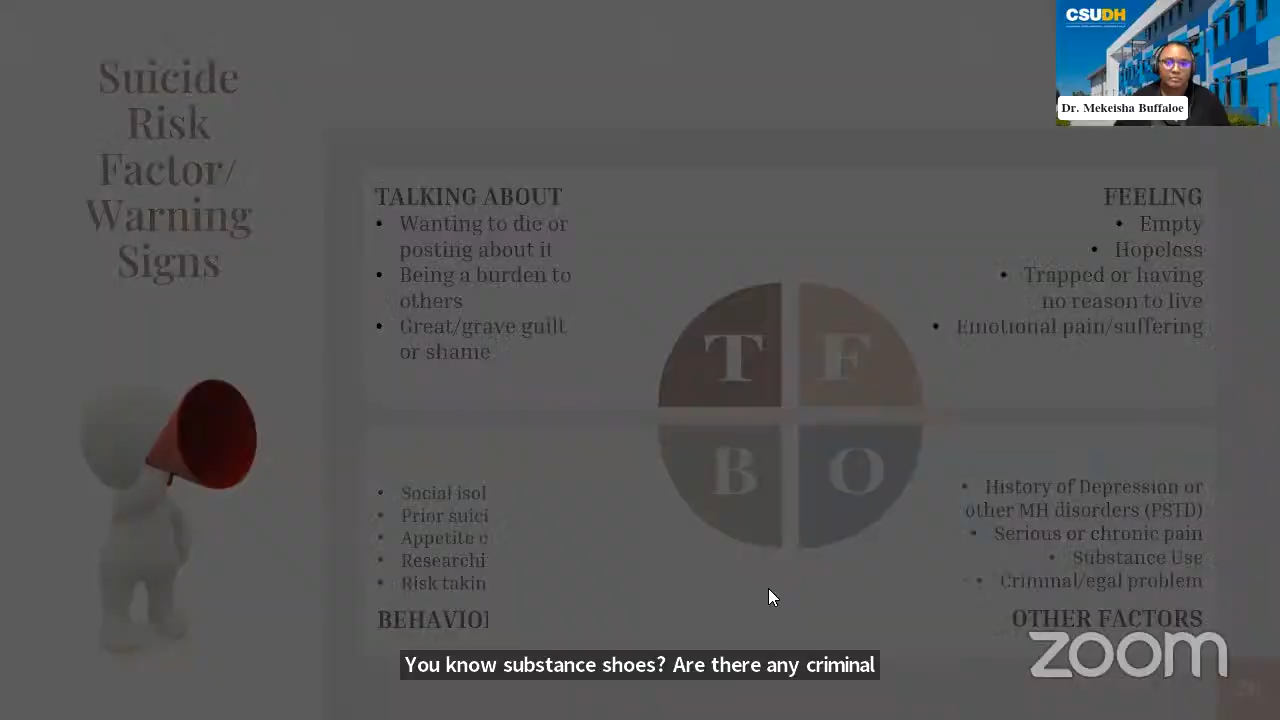 CSUDH
Dr. Mekeisha Buffaloe
Suicide
Risk
Factor/
Warning
Signs
TALKING ABOUT
• Wanting to die or
posting about it
• Being a burden to
others
• Great/grave guilt
or shame
FEELING
• Empty
• Hopeloss
• Trapped or having
no reason to live
• Emotional pain/suffering
T F
B O
• Social isol
• Prior suici
• Appetite c
• Researchi
• Risk takin
BEHAVIOI
• History of Depression or
other MH disorders (PSTD)
• Serious or chronic pain
• Substance Use
• Criminal/egal problem
OTHER FACTORS
zoom
You know substance shoes? Are there any criminal